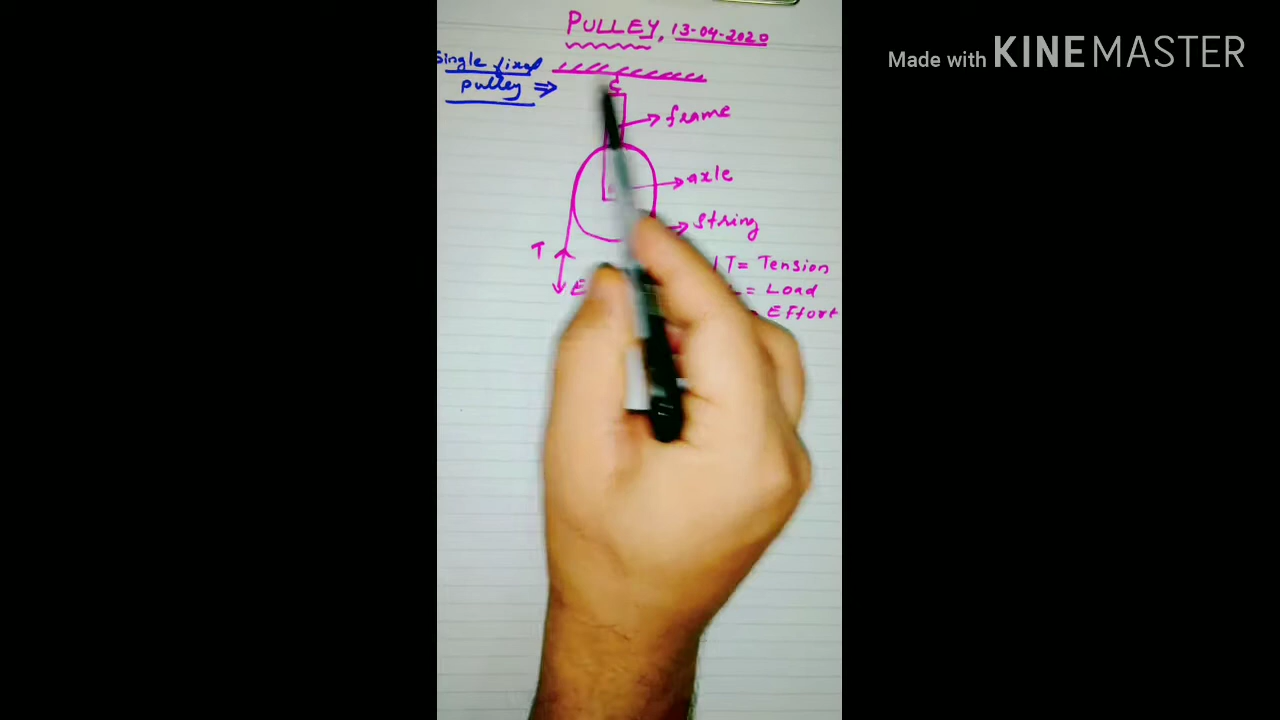 PULLEY, 13-04-2020
Made with KINEMASTER
Single fixed
pulley ⇒
frame
axle
string
T
T= Tension
E
L = Load
Effort